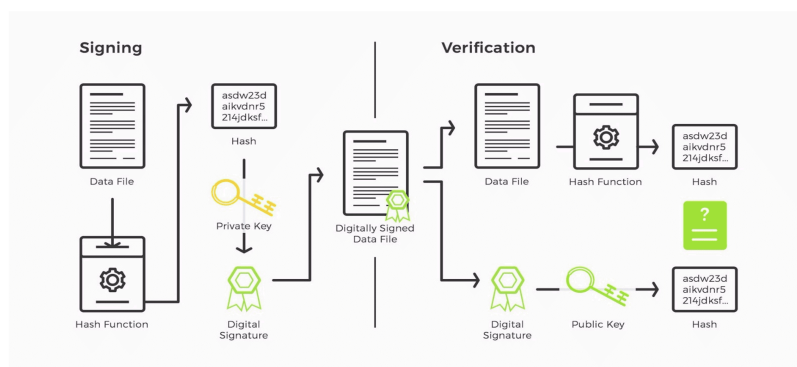 Signing
Data File
Hash Function
asdw23d
aikvdnr5
214jdksf...
Hash
Private Key
Digital
Signature
Digitally Signed
Data File
Verification
Data File
Hash Function
asdw23d
aikvdnr5
214jdksf...
Hash
?
Digital
Signature
Public Key
asdw23d
aikvdnr5
214jdksf...
Hash